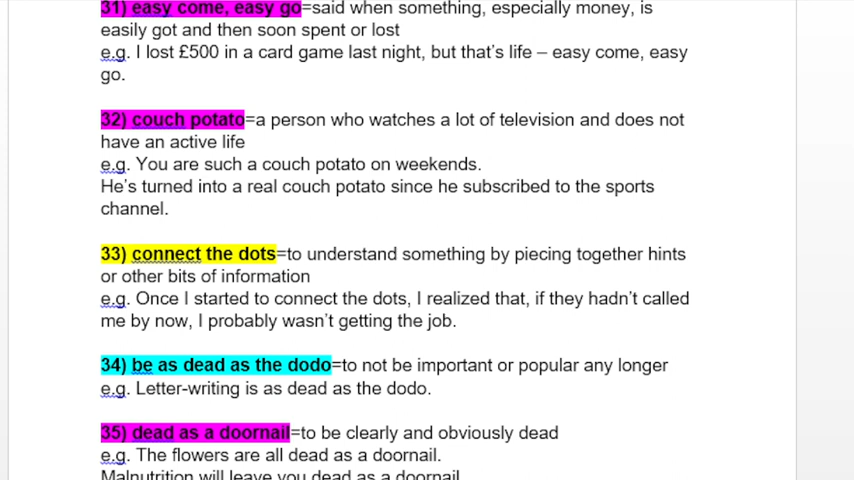 31) easy come, easy go=said when something, especially money, is
easily got and then soon spent or lost
e.g. I lost £500 in a card game last night, but that's life – easy come, easy
go.
32) couch potato=a person who watches a lot of television and does not
have an active life
e.g. You are such a couch potato on weekends.
He's turned into a real couch potato since he subscribed to the sports
channel.
33) connect the dots=to understand something by piecing together hints
or other bits of information
e.g. Once I started to connect the dots, I realized that, if they hadn't called
me by now, I probably wasn't getting the job.
34) be as dead as the dodo=to not be important or popular any longer
e.g. Letter-writing is as dead as the dodo.
35) dead as a doornail=to be clearly and obviously dead
e.g. The flowers are all dead as a doornail.
Malnutrition will leave you dead as a doornail